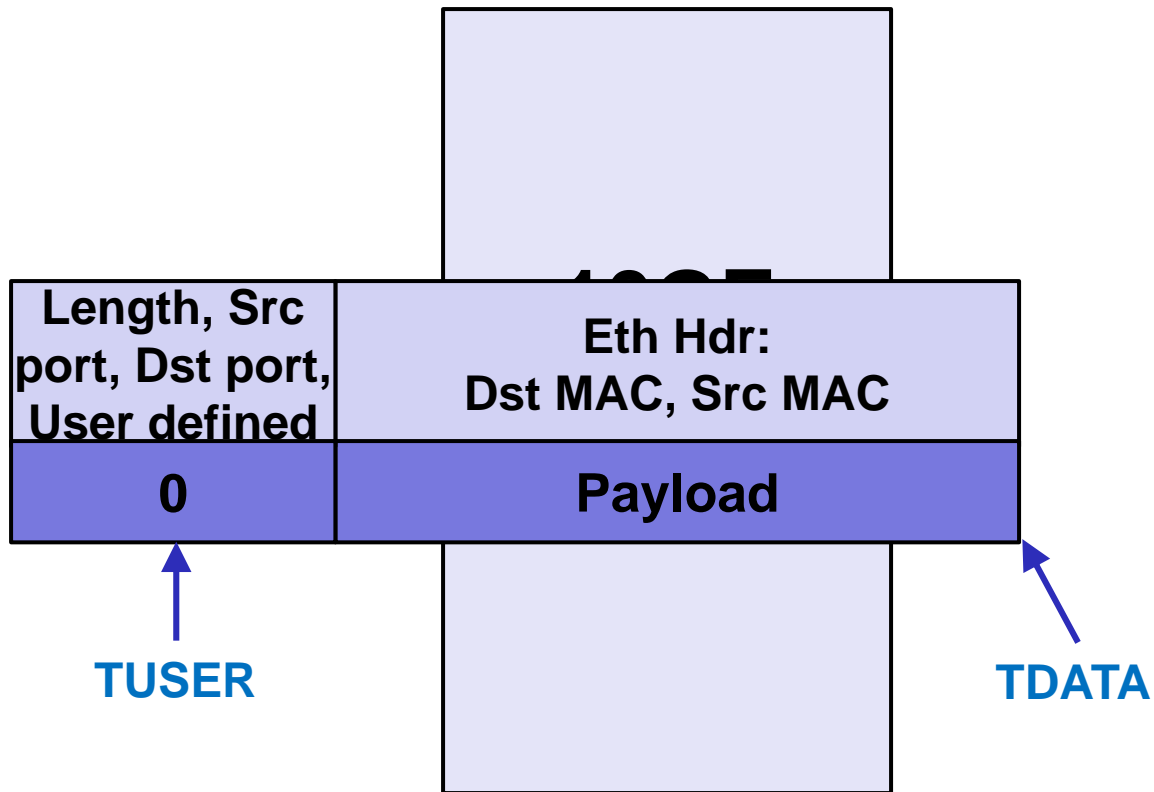 Length, Src
port, Dst port,
User defined
Eth Hdr:
Dst MAC, Src MAC
0
Payload
TUSER
TDATA